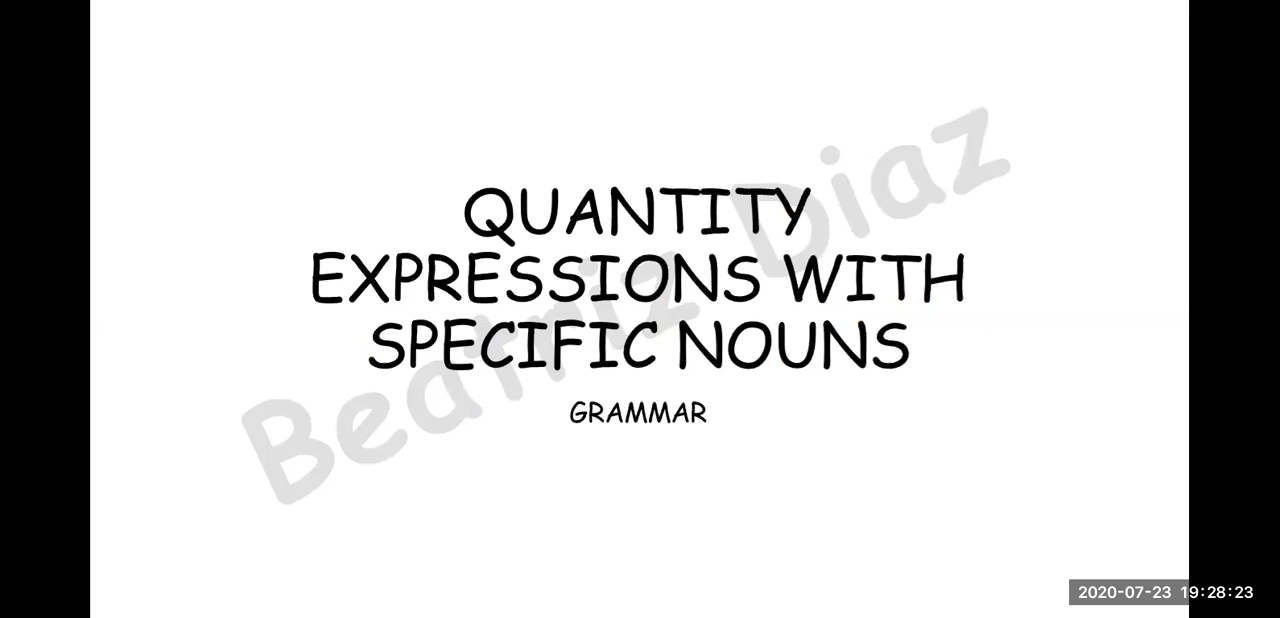 QUANTITY
EXPRESSIONS WITH
SPECIFIC NOUNS
GRAMMAR
Beatriz Diaz
2020-07-23 19:28:23